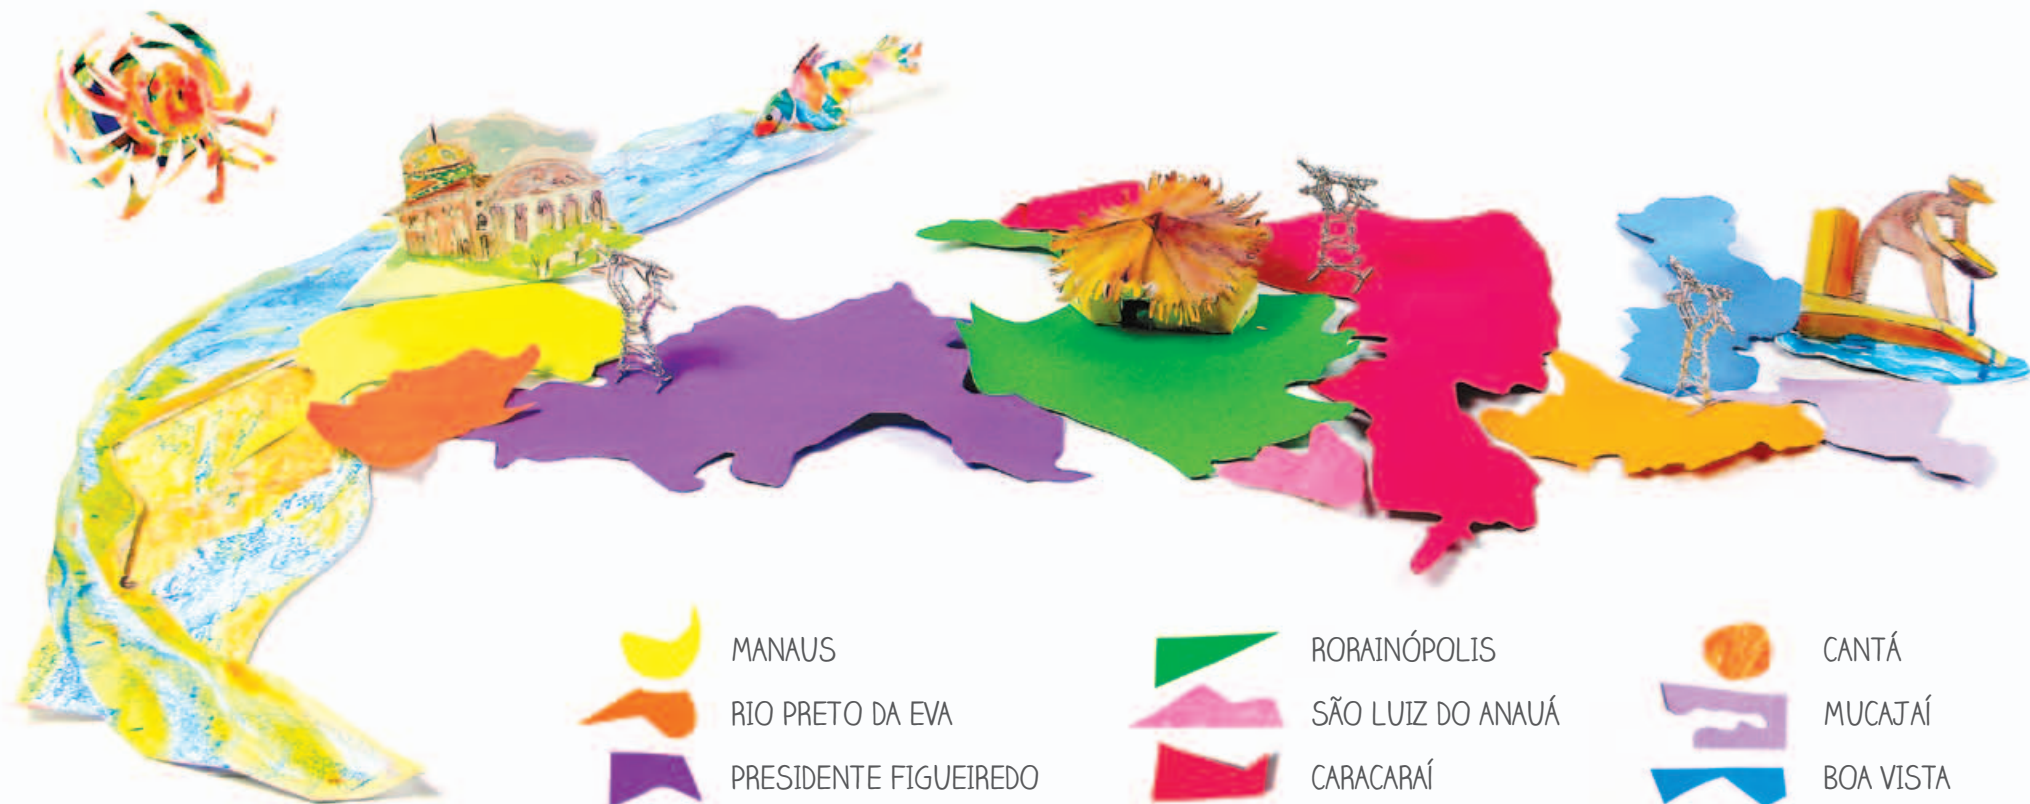 MANAUS
RIO PRETO DA EVA
PRESIDENTE FIGUEIREDO
RORAINÓPOLIS
SÃO LUIZ DO ANAUÁ
CARACARAÍ
CANTÁ
MUCAJAÍ
BOA VISTA